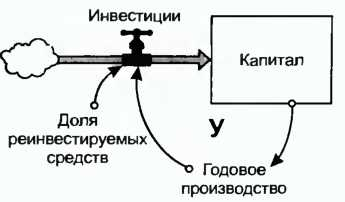 Инвестиции
Капитал
Доля
реинвестируемых
средств
У
Годовое
производство